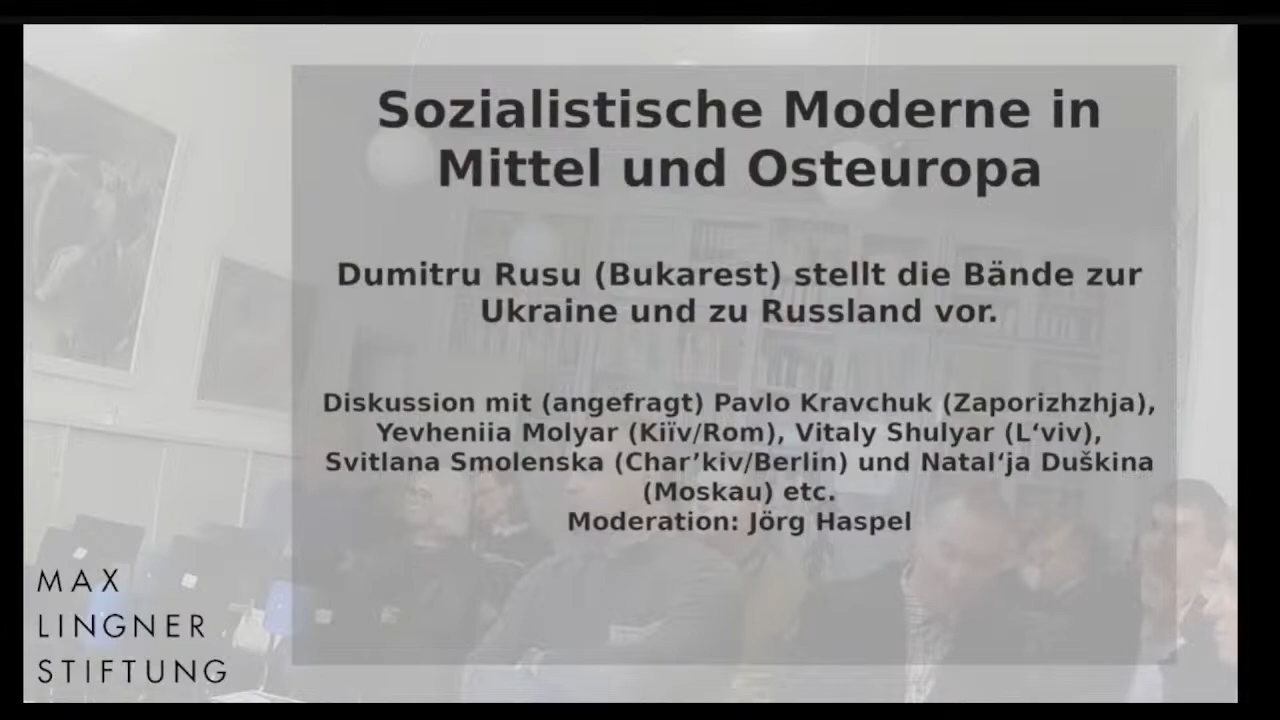 Sozialistische Moderne in
Mittel und Osteuropa
Dumitru Rusu (Bukarest) stellt die Bände zur
Ukraine und zu Russland vor.
Diskussion mit (angefragt) Pavlo Kravchuk (Zaporizhzhja),
Yevheniia Molyar (Kiïv/Rom), Vitaly Shulyar (L‘viv),
Svitlana Smolenska (Char’kiv/Berlin) und Natal‘ja Duškina
(Moskau) etc.
Moderation: Jörg Haspel
MAX
LINGNER
STIFTUNG